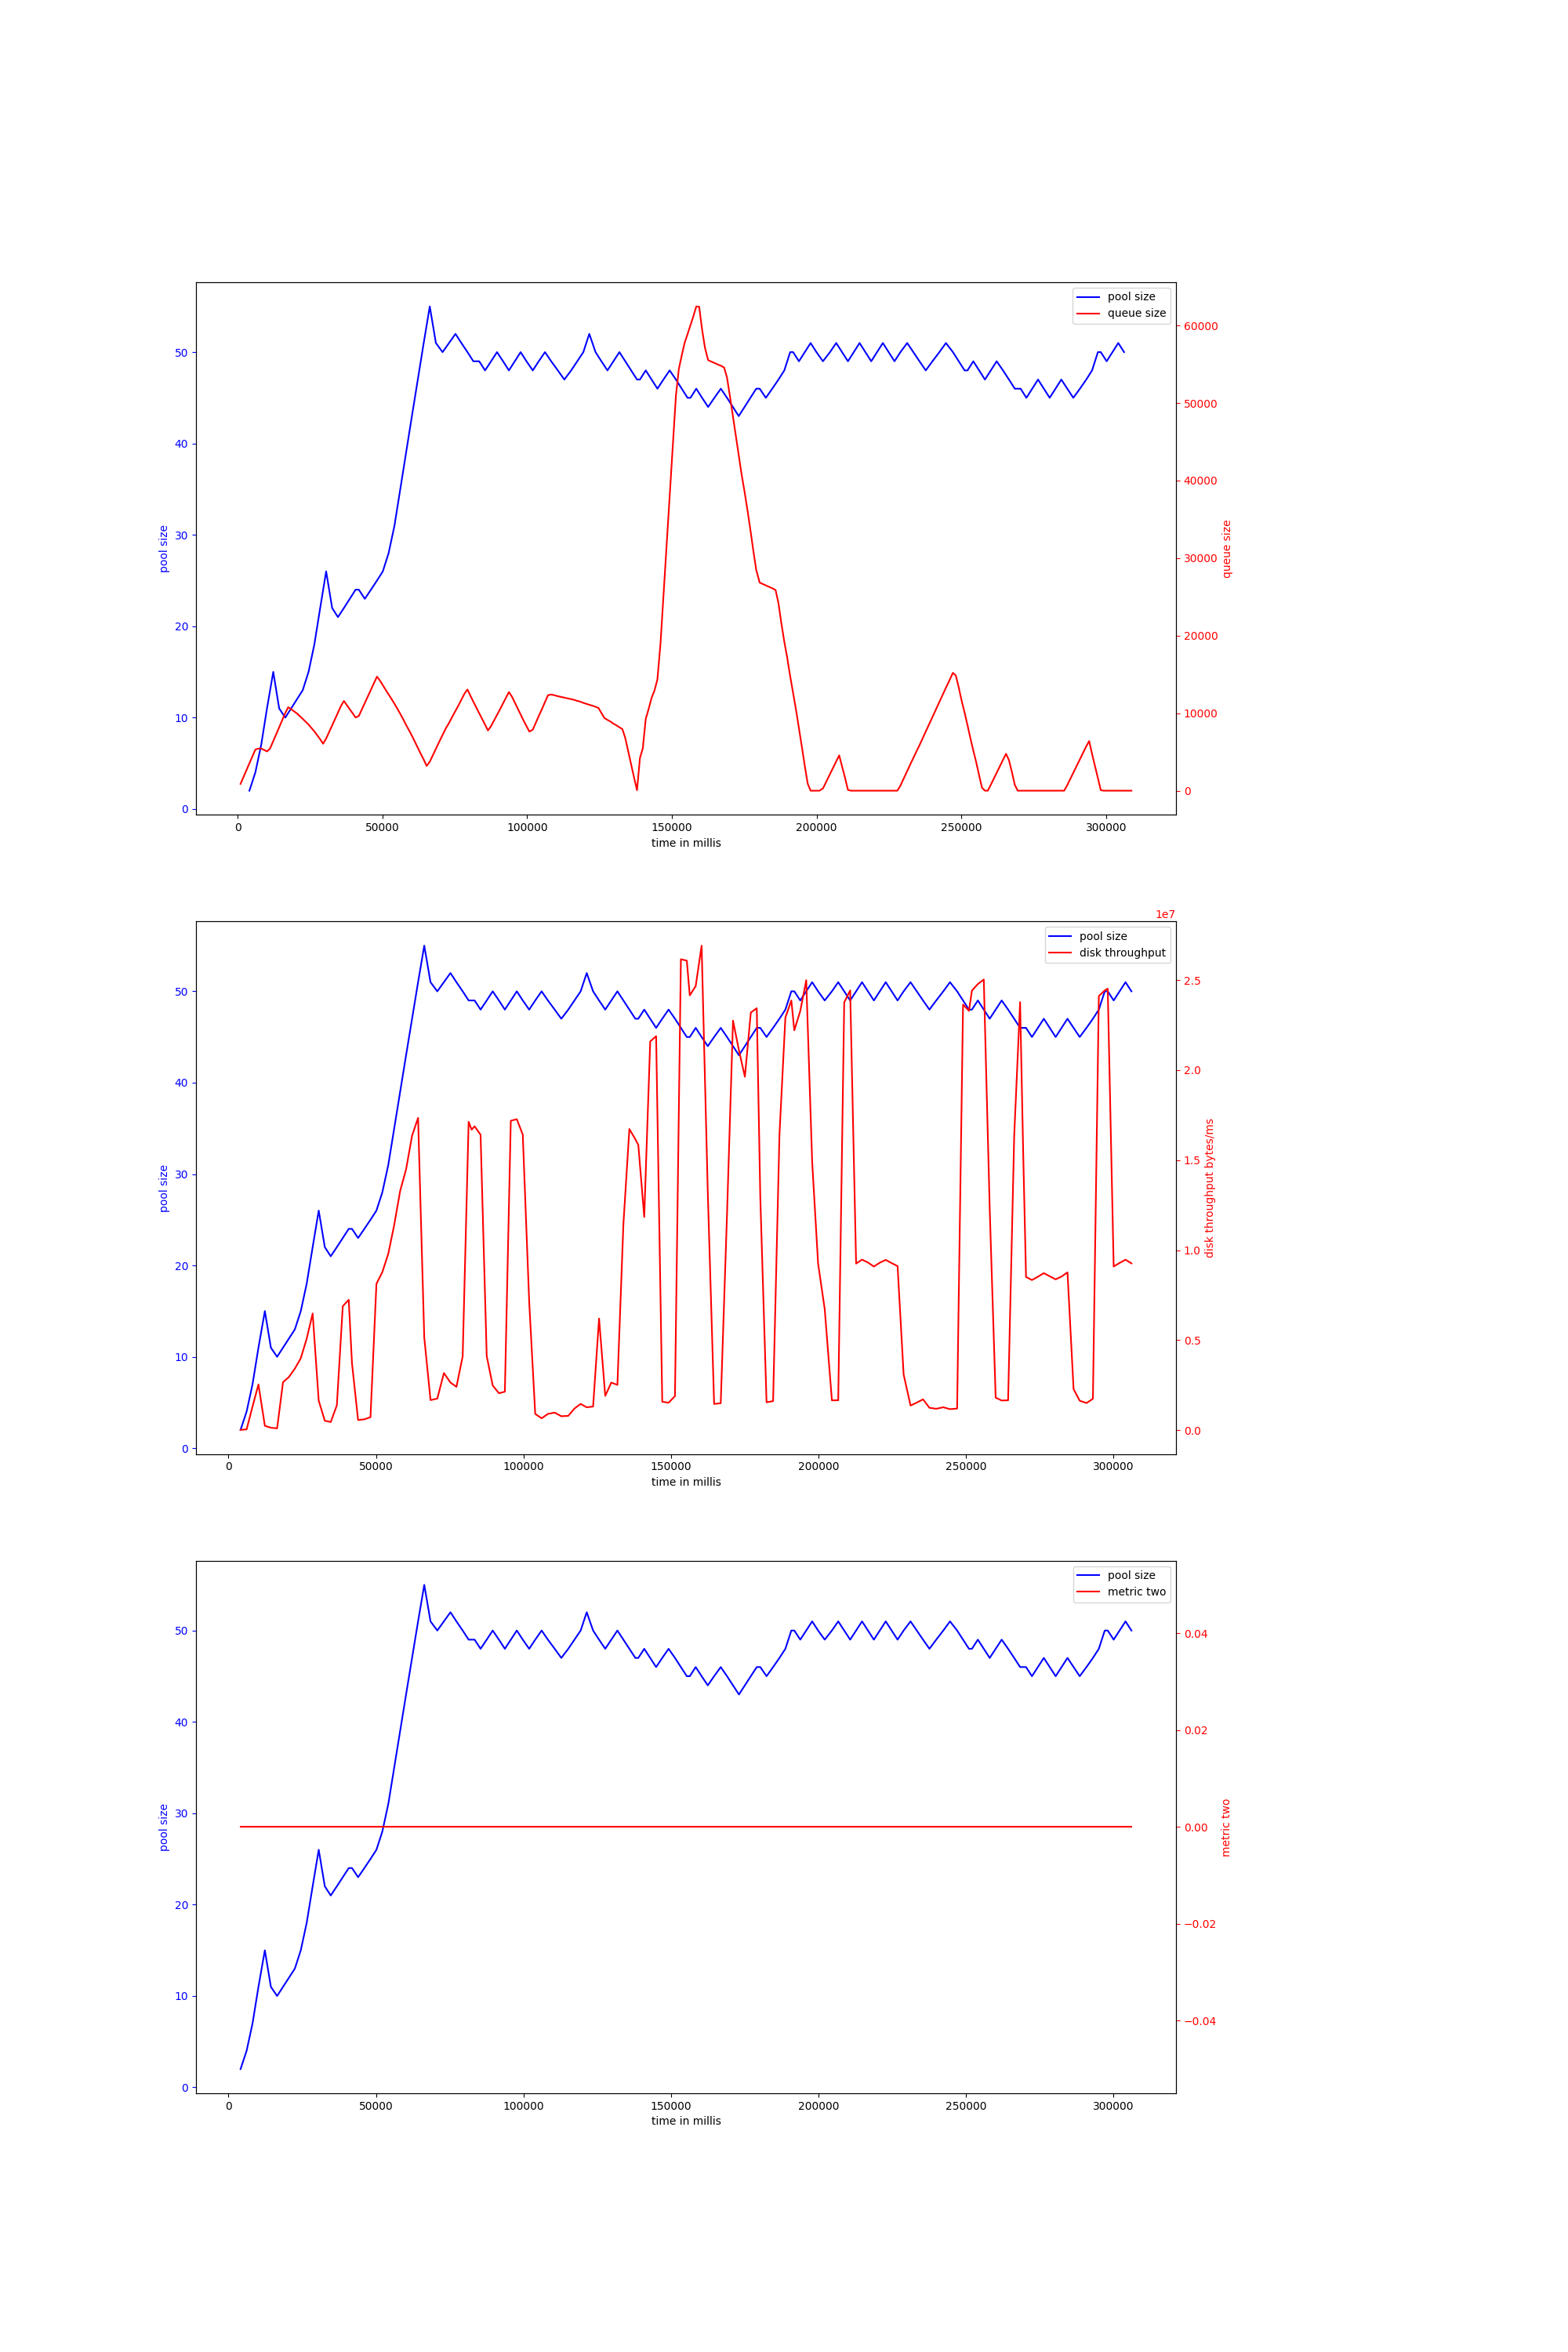 pool size
queue size
50
40
30
20
10
0
pool size
60000
50000
40000
30000
20000
10000
0
queue size
0 50000 100000 150000 200000 250000 300000
time in millis
1e7
pool size
disk throughput
50
40
30
20
10
0
pool size
2.5
2.0
1.5
1.0
0.5
0.0
disk throughput bytes/ms
0 50000 100000 150000 200000 250000 300000
time in millis
pool size
metric two
50
40
30
20
10
0
pool size
0.04
0.02
0.00
−0.02
−0.04
metric two
0 50000 100000 150000 200000 250000 300000
time in millis